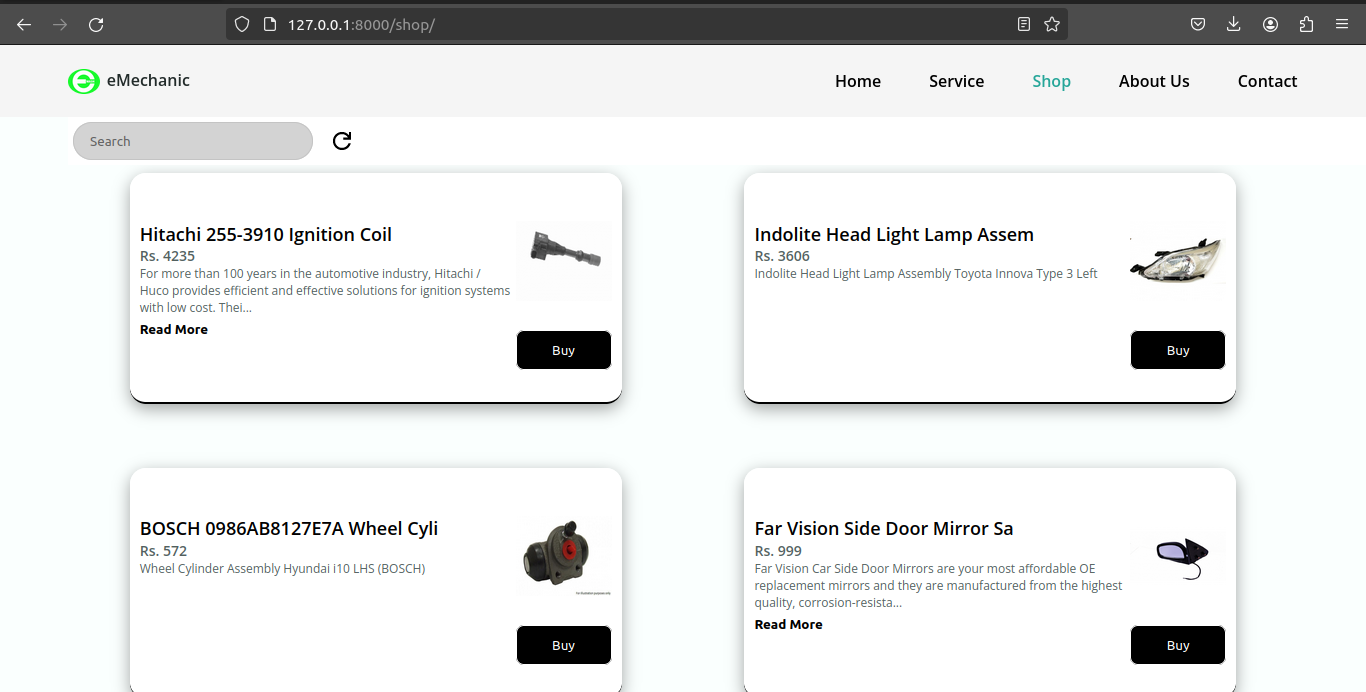 127.0.0.1:8000/shop/
eMechanic
Home Service Shop About Us Contact
Search
Hitachi 255-3910 Ignition Coil
Rs. 4235
For more than 100 years in the automotive industry, Hitachi /
Huco provides efficient and effective solutions for ignition systems
with low cost. Thei...
Read More
Buy
Indolite Head Light Lamp Assem
Rs. 3606
Indolite Head Light Lamp Assembly Toyota Innova Type 3 Left
Buy
BOSCH 0986AB8127E7A Wheel Cyli
Rs. 572
Wheel Cylinder Assembly Hyundai i10 LHS (BOSCH)
Buy
Far Vision Side Door Mirror Sa
Rs. 999
Far Vision Car Side Door Mirrors are your most affordable OE
replacement mirrors and they are manufactured from the highest
quality, corrosion-resista...
Read More
Buy